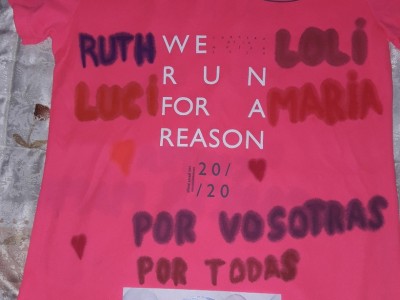 RUTH WE LOLI
RUN
LUCI FOR A MARIA
REASON
20/
/20
POR VOSOTRAS
POR TODAS